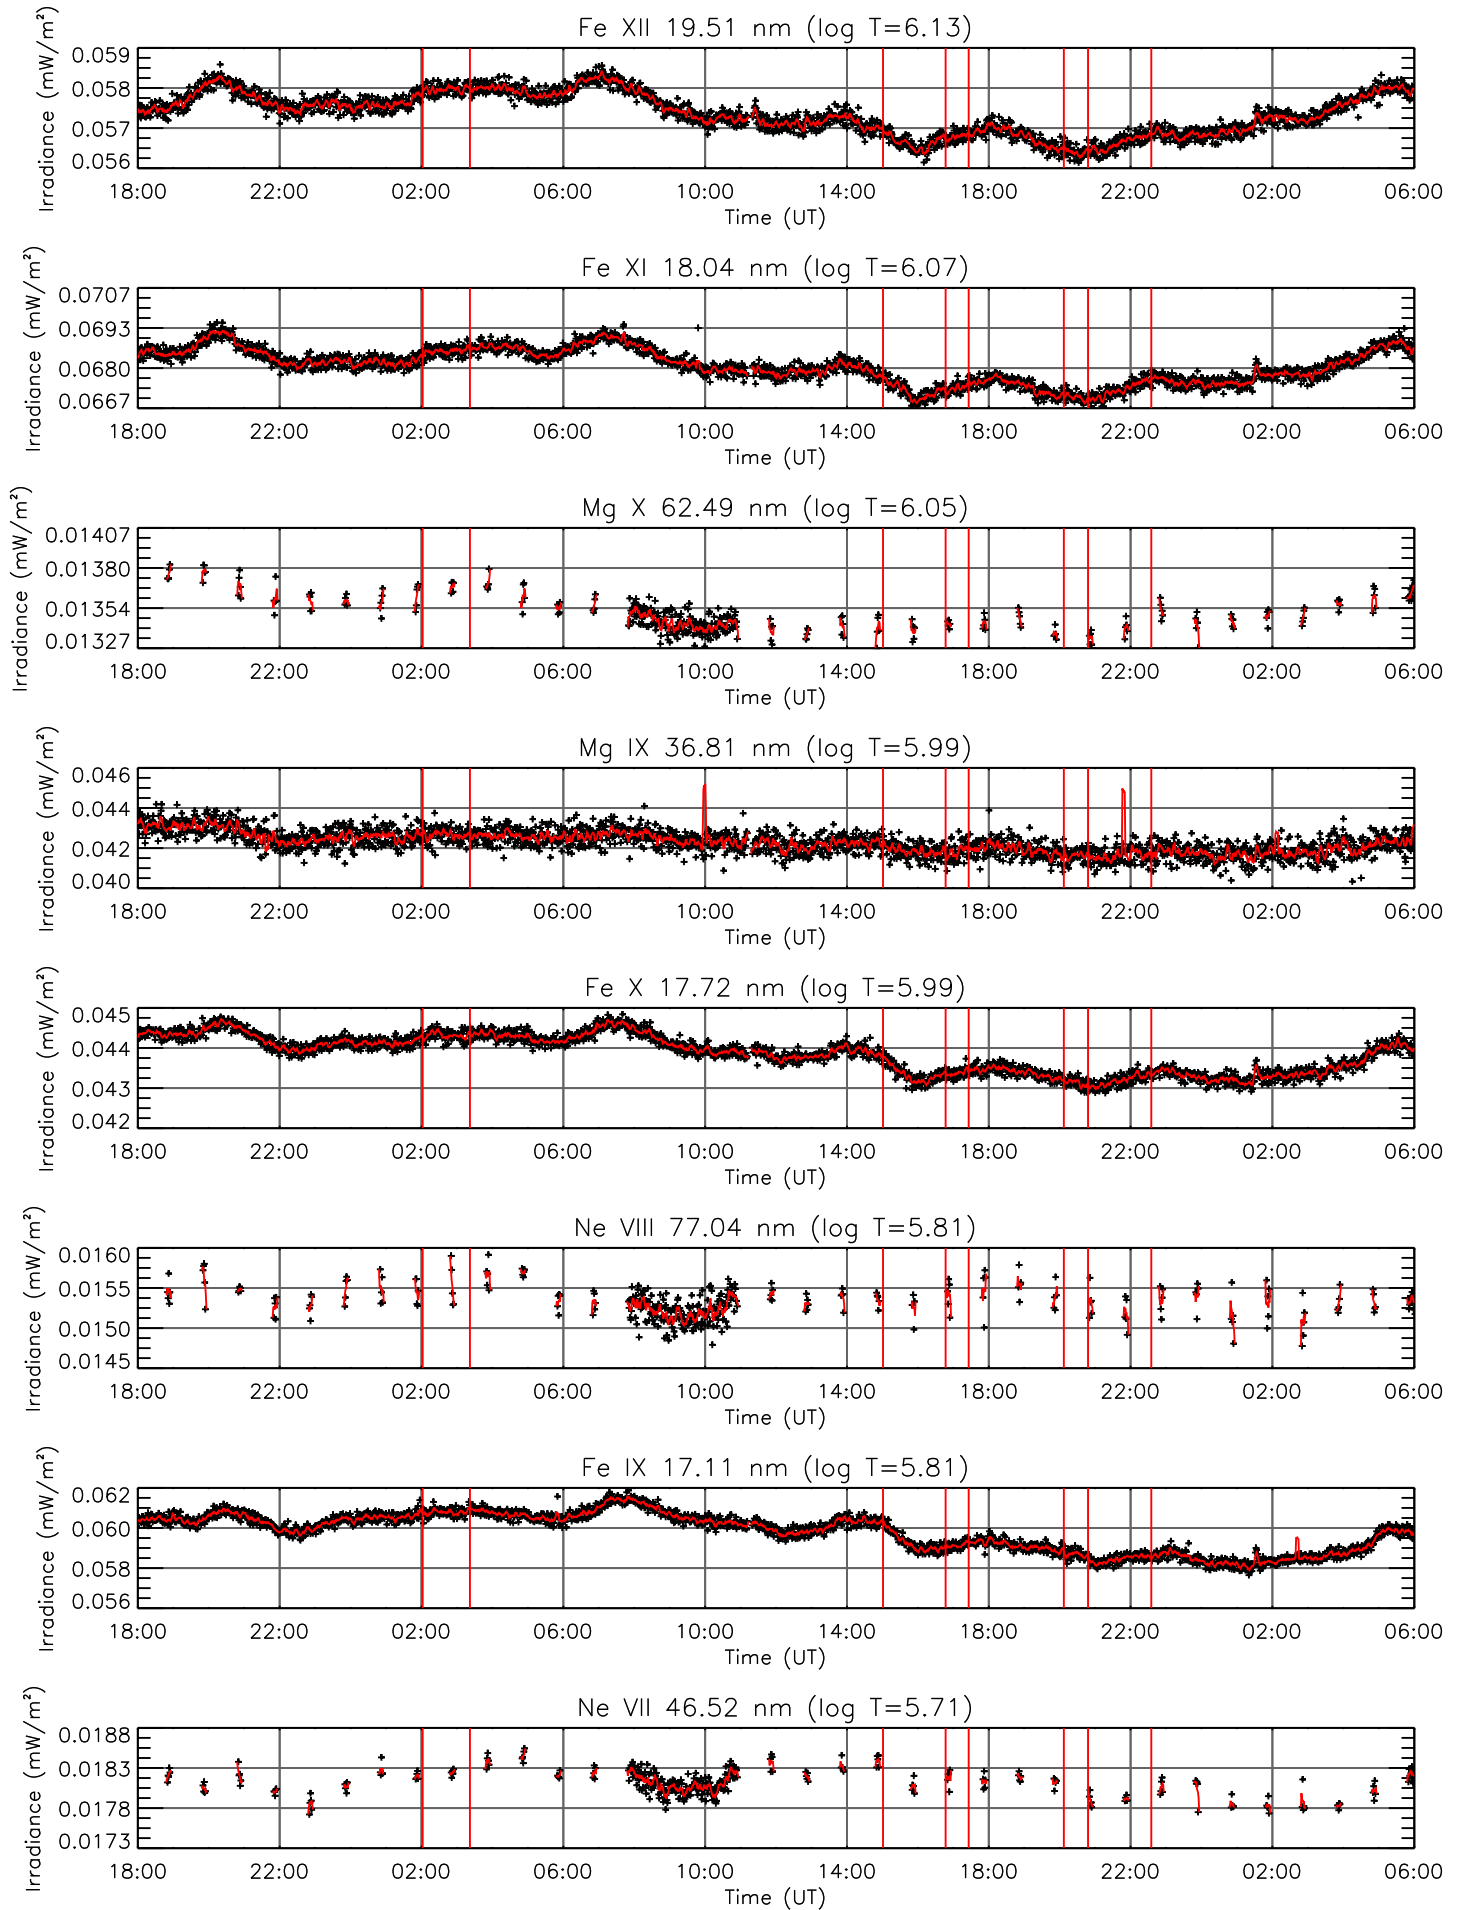 Fe XII 19.51 nm (log T=6.13)
Irradiance (mW/m²)
0.059
0.058
0.057
0.056
18:00 22:00 02:00 06:00 10:00 14:00 18:00 22:00 02:00 06:00
Time (UT)
Fe XI 18.04 nm (log T=6.07)
Irradiance (mW/m²)
0.0707
0.0693
0.0680
0.0667
18:00 22:00 02:00 06:00 10:00 14:00 18:00 22:00 02:00 06:00
Time (UT)
Mg X 62.49 nm (log T=6.05)
Irradiance (mW/m²)
0.01407
0.01380
0.01354
0.01327
18:00 22:00 02:00 06:00 10:00 14:00 18:00 22:00 02:00 06:00
Time (UT)
Mg IX 36.81 nm (log T=5.99)
Irradiance (mW/m²)
0.046
0.044
0.042
0.040
18:00 22:00 02:00 06:00 10:00 14:00 18:00 22:00 02:00 06:00
Time (UT)
Fe X 17.72 nm (log T=5.99)
Irradiance (mW/m²)
0.045
0.044
0.043
0.042
18:00 22:00 02:00 06:00 10:00 14:00 18:00 22:00 02:00 06:00
Time (UT)
Ne VIII 77.04 nm (log T=5.81)
Irradiance (mW/m²)
0.0160
0.0155
0.0150
0.0145
18:00 22:00 02:00 06:00 10:00 14:00 18:00 22:00 02:00 06:00
Time (UT)
Fe IX 17.11 nm (log T=5.81)
Irradiance (mW/m²)
0.062
0.060
0.058
0.056
18:00 22:00 02:00 06:00 10:00 14:00 18:00 22:00 02:00 06:00
Time (UT)
Ne VII 46.52 nm (log T=5.71)
Irradiance (mW/m²)
0.0188
0.0183
0.0178
0.0173
18:00 22:00 02:00 06:00 10:00 14:00 18:00 22:00 02:00 06:00
Time (UT)